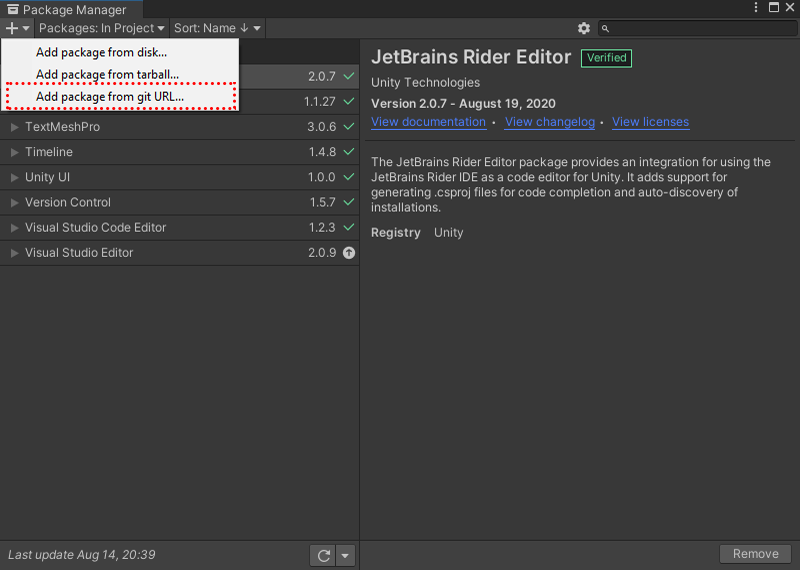 Package Manager
Packages: In Project
Sort: Name ↓
Add package from disk...
Add package from tarball...
Add package from git URL...
2.0.7
1.1.27
TextMeshPro 3.0.6
Timeline 1.4.8
Unity UI 1.0.0
Version Control 1.5.7
Visual Studio Code Editor 1.2.3
Visual Studio Editor 2.0.9
Last update Aug 14, 20:39
JetBrains Rider Editor Verified
Unity Technologies
Version 2.0.7 - August 19, 2020
View documentation • View changelog • View licenses
The JetBrains Rider Editor package provides an integration for using the
JetBrains Rider IDE as a code editor for Unity. It adds support for
generating .csproj files for code completion and auto-discovery of
installations.
Registry Unity
Remove